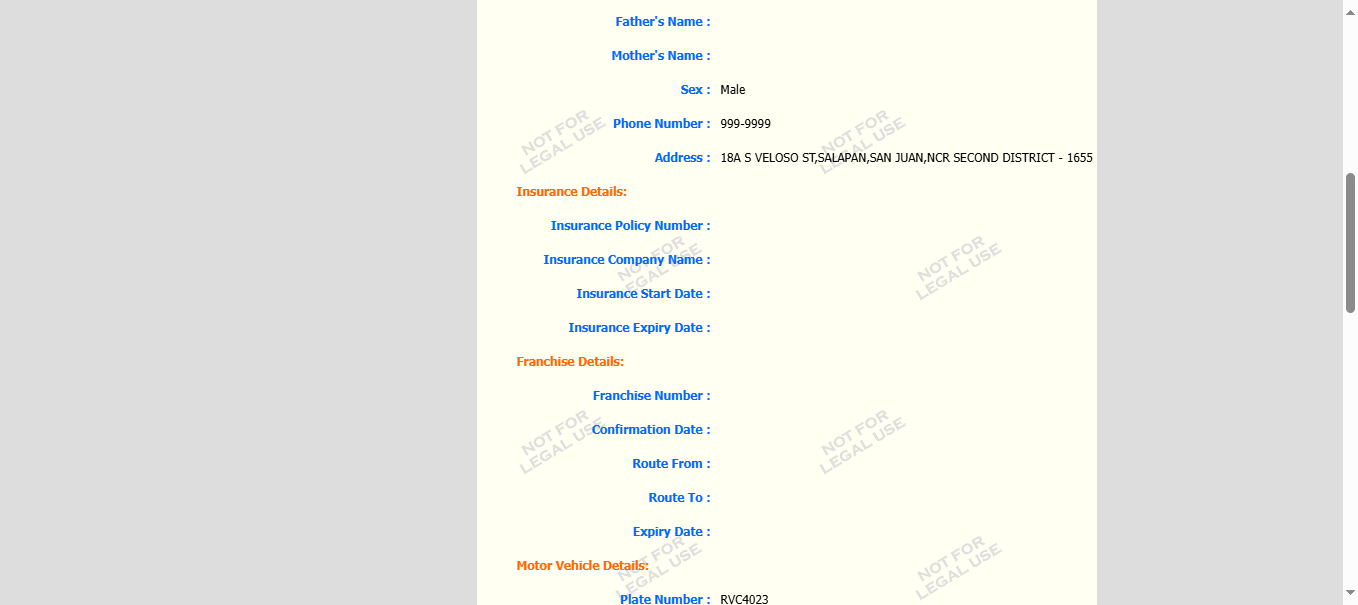 Father's Name :
Mother's Name :
Sex : Male
Phone Number : 999-9999
Address : 18A S VELOSO ST,SALAPAN,SAN JUAN,NCR SECOND DISTRICT - 1655
NOT FOR LEGAL USE NOT FOR LEGAL USE
Insurance Details:
Insurance Policy Number :
Insurance Company Name :
NOT FOR LEGAL USE NOT FOR LEGAL USE
Insurance Start Date :
Insurance Expiry Date :
Franchise Details:
Franchise Number :
Confirmation Date :
NOT FOR LEGAL USE NOT FOR LEGAL USE
Route From :
Route To :
Expiry Date :
NOT FOR LEGAL USE NOT FOR LEGAL USE
Motor Vehicle Details:
Plate Number : RVC4023